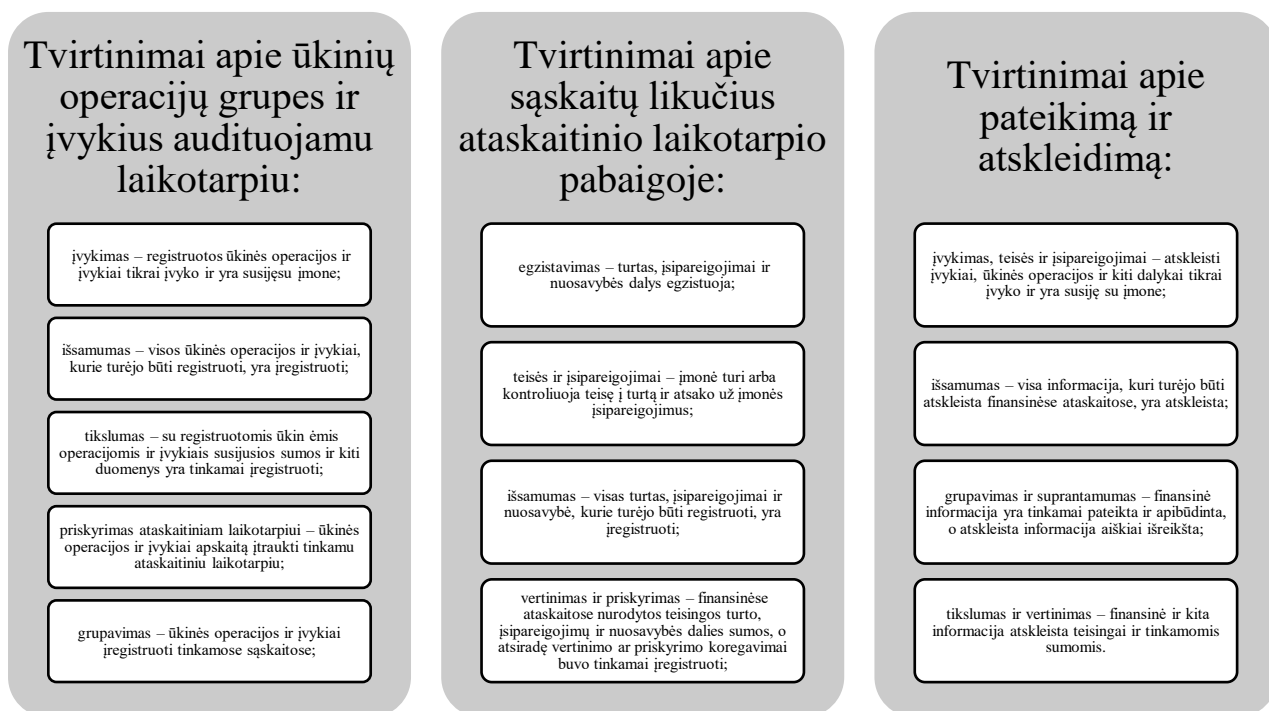 Tvirtinimai apie ūkinių
operacijų grupes ir
įvykius audituojamu
laikotarpiu:
įvykimas – registruotos ūkinės operacijos ir
įvykiai tikrai įvyko ir yra susijęsu įmone;
išsamumas – visos ūkinės operacijos ir įvykiai,
kurie turėjo būti registruoti, yra įregistruoti;
tikslumas – su registruotomis ūkin ėmis
operacijomis ir įvykiais susijusios sumos ir kiti
duomenys yra tinkamai įregistruoti;
priskyrimas ataskaitiniam laikotarpiui – ūkinės
operacijos ir įvykiai apskaitą įtraukti tinkamu
ataskaitiniu laikotarpiu;
grupavimas – ūkinės operacijos ir įvykiai
įregistruoti tinkamose sąskaitose;
Tvirtinimai apie
sąskaitų likučius
ataskaitinio laikotarpio
pabaigoje:
egzistavimas – turtas, įsipareigojimai ir
nuosavybės dalys egzistuoja;
teisės ir įsipareigojimai – įmonė turi arba
kontroliuoja teisę į turtą ir atsako už įmonės
įsipareigojimus;
išsamumas – visas turtas, įsipareigojimai ir
nuosavybė, kurie turėjo būti registruoti, yra
įregistruoti;
vertinimas ir priskyrimas – finansinėse
ataskaitose nurodytos teisingos turto,
įsipareigojimų ir nuosavybės dalies sumos, o
atsiradę vertinimo ar priskyrimo koregavimai
buvo tinkamai įregistruoti;
Tvirtinimai apie
pateikimą ir
atskleidimą:
įvykimas, teisės ir įsipareigojimai – atskleisti
įvykiai, ūkinės operacijos ir kiti dalykai tikrai
įvyko ir yra susiję su įmone;
išsamumas – visa informacija, kuri turėjo būti
atskleista finansinėse ataskaitose, yra atskleista;
grupavimas ir suprantamumas – finansinė
informacija yra tinkamai pateikta ir apibūdinta,
o atskleista informacija aiškiai išreikšta;
tikslumas ir vertinimas – finansinė ir kita
informacija atskleista teisingai ir tinkamomis
sumomis.